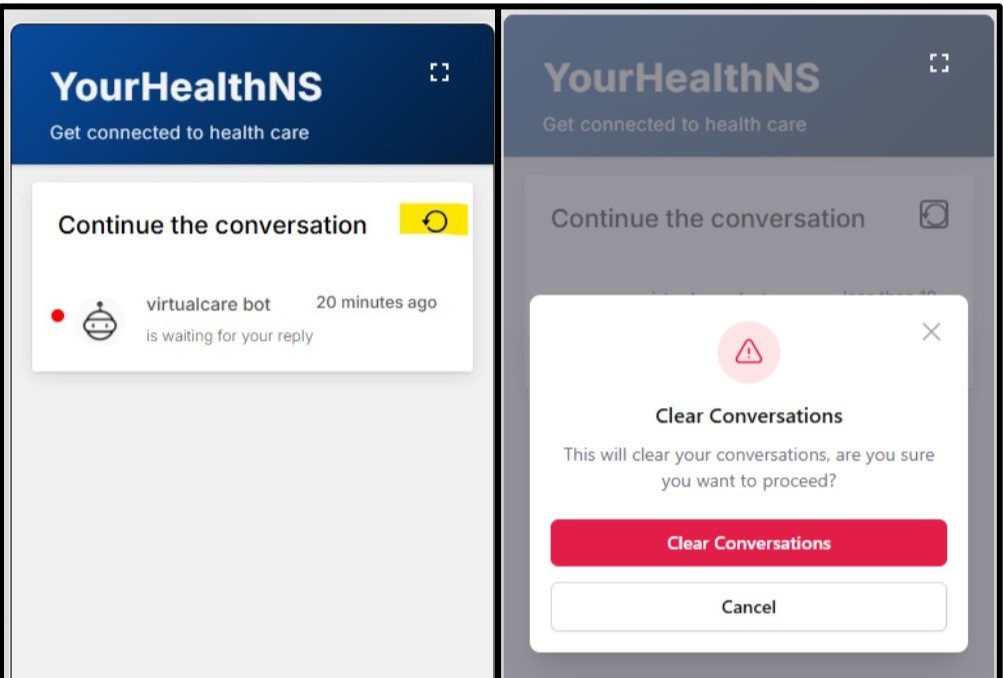 YourHealthNS
Get connected to health care
Continue the conversation
virtualcare bot
20 minutes ago
is waiting for your reply
YourHealthNS
Get connected to health care
Continue the conversation
Clear Conversations
This will clear your conversations, are you sure
you want to proceed?
Clear Conversations
Cancel